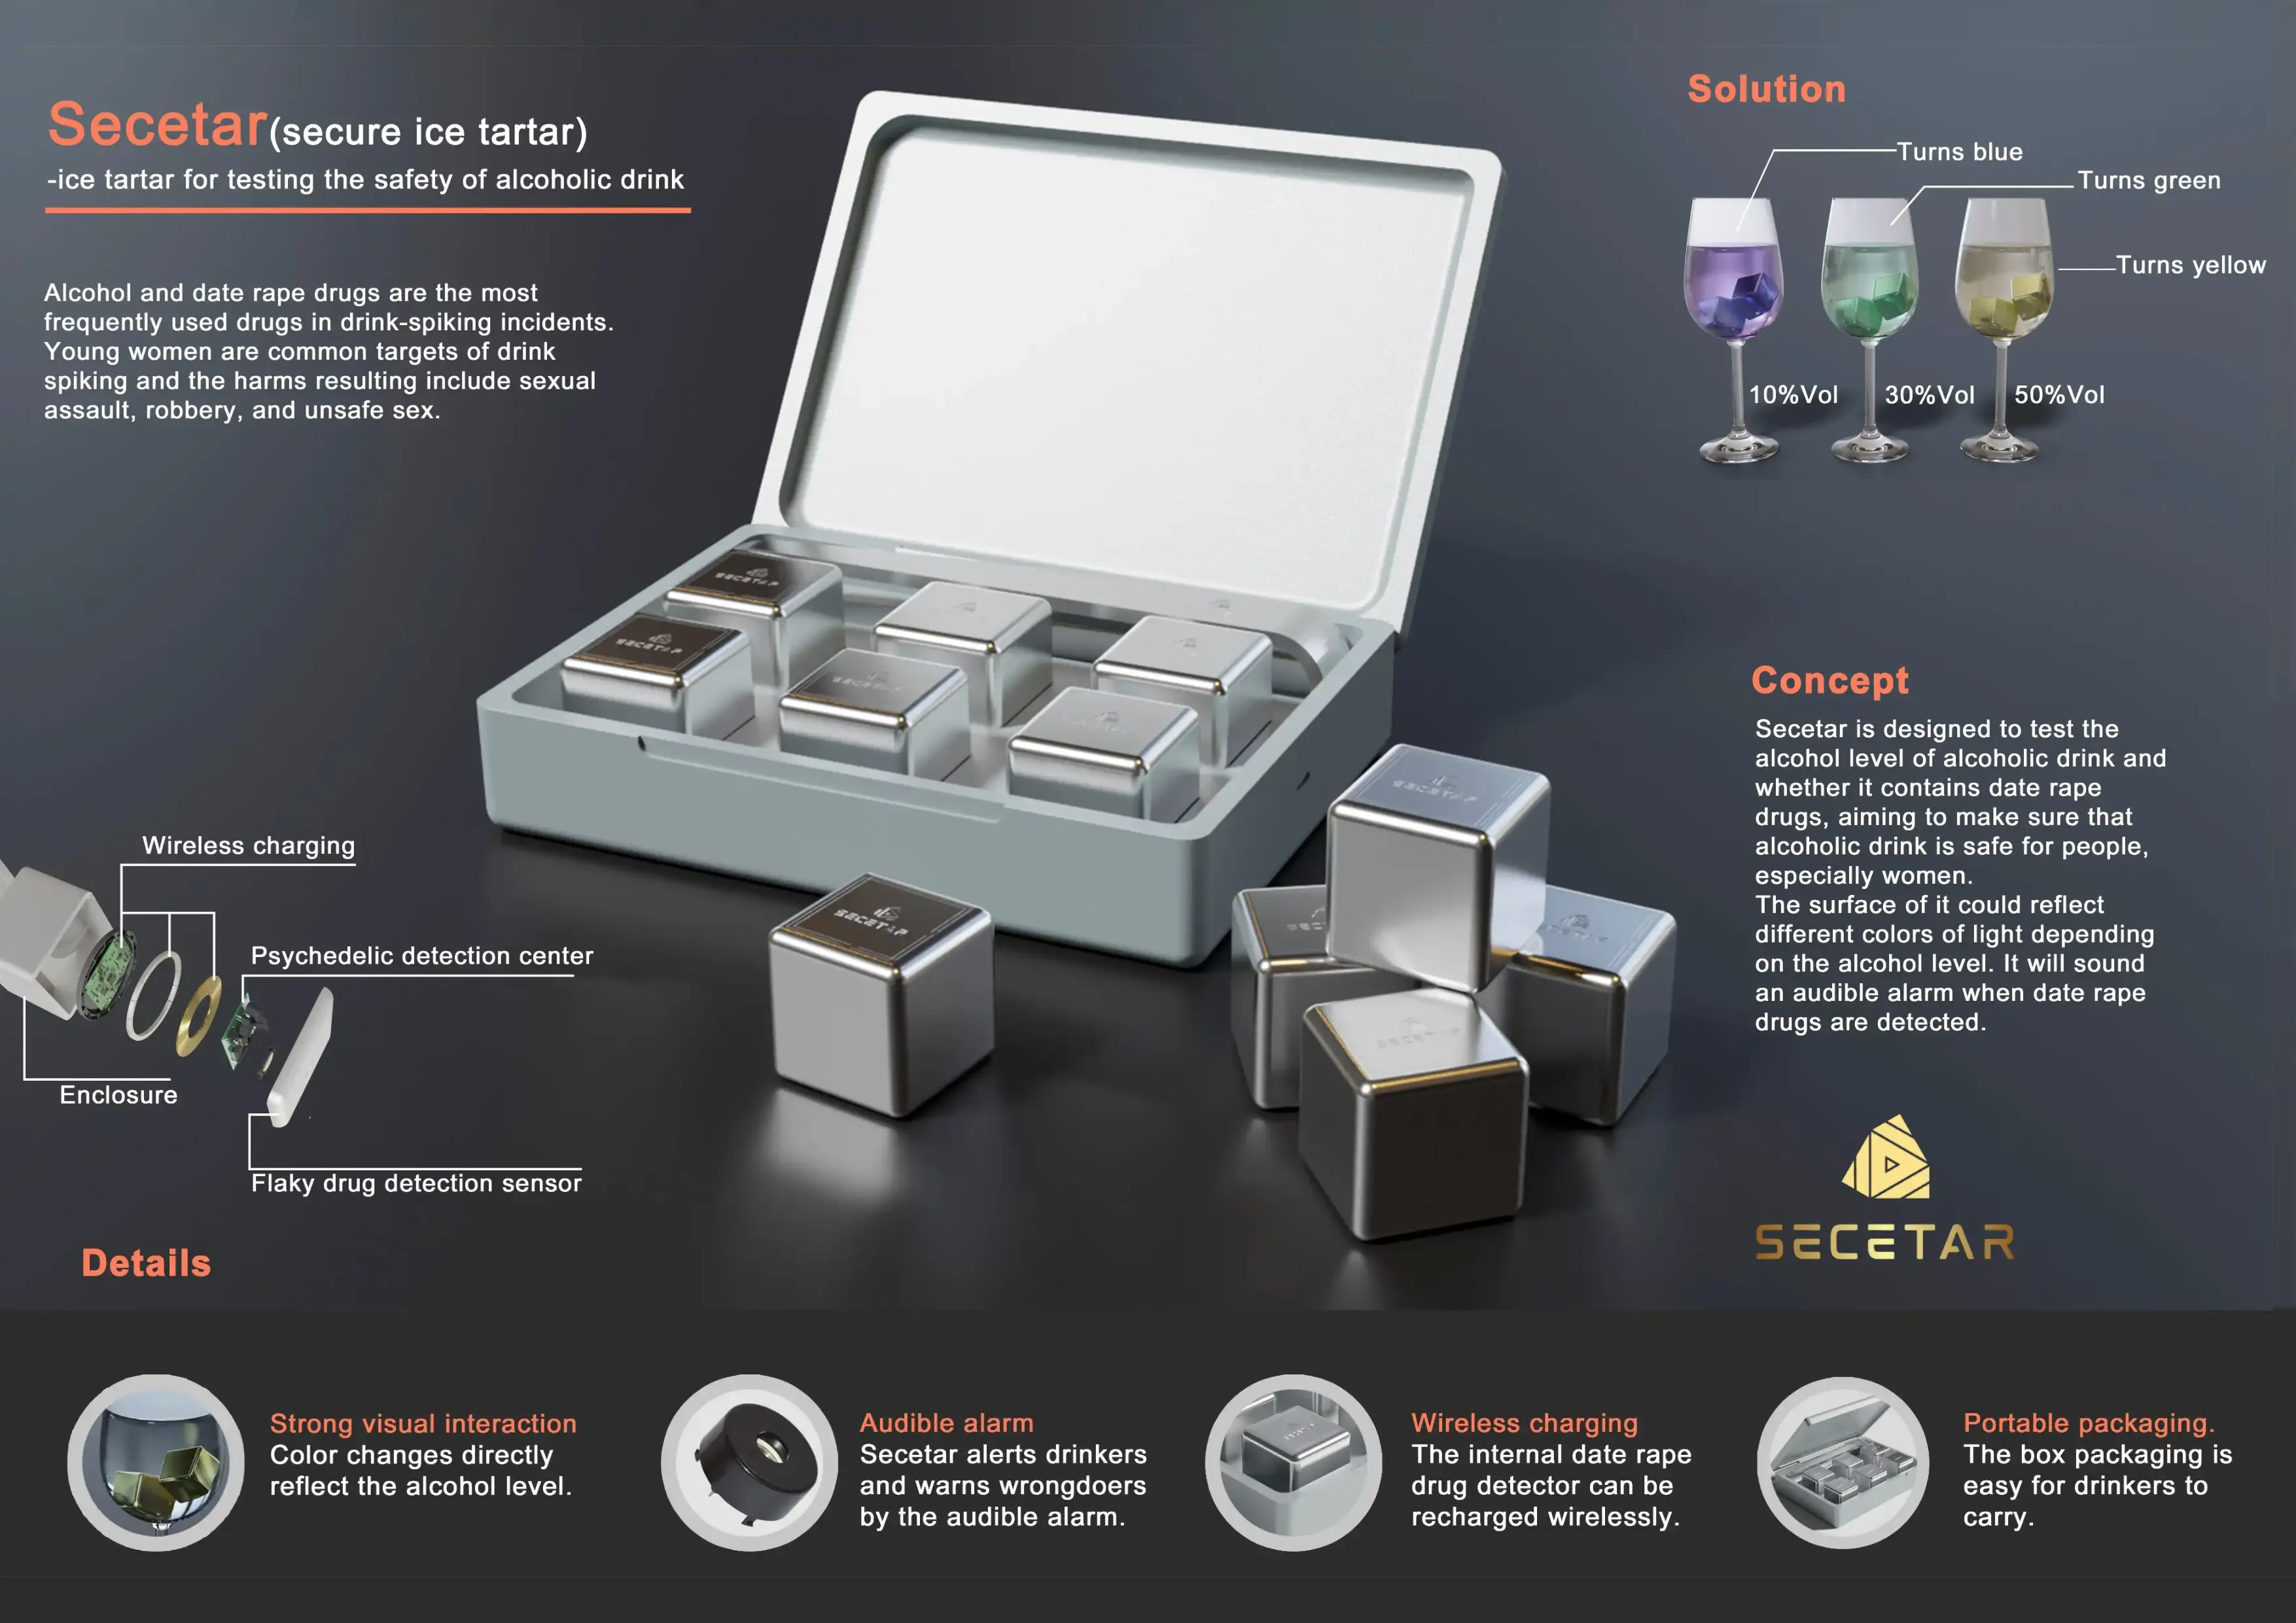 Secetar(secure ice tartar)
-ice tartar for testing the safety of alcoholic drink
Alcohol and date rape drugs are the most
frequently used drugs in drink-spiking incidents.
Young women are common targets of drink
spiking and the harms resulting include sexual
assault, robbery, and unsafe sex.
Solution
Turns blue
Turns green
Turns yellow
10%Vol
30%Vol
50%Vol
SECETAR
SECETAR
SECETAR
SECETAR
SECETAR
Concept
Secetar is designed to test the
alcohol level of alcoholic drink and
whether it contains date rape
drugs, aiming to make sure that
alcoholic drink is safe for people,
especially women.
The surface of it could reflect
different colors of light depending
on the alcohol level. It will sound
an audible alarm when date rape
drugs are detected.
SECETAR
Wireless charging
Psychedelic detection center
Enclosure
Flaky drug detection sensor
Details
Strong visual interaction
Color changes directly
reflect the alcohol level.
Audible alarm
Secetar alerts drinkers
and warns wrongdoers
by the audible alarm.
Wireless charging
The internal date rape
drug detector can be
recharged wirelessly.
Portable packaging.
The box packaging is
easy for drinkers to
carry.